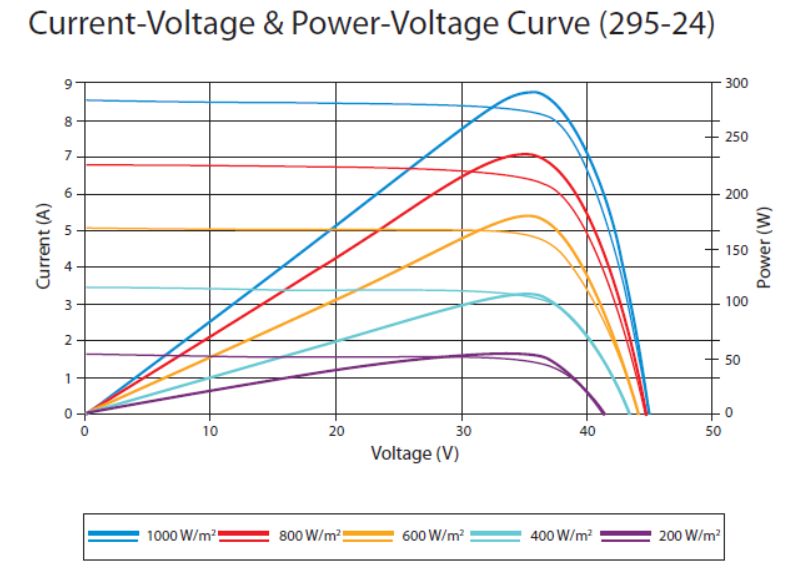 Current-Voltage & Power-Voltage Curve (295-24)
9
8
7
6
5
4
3
2
1
0
Current (A)
300
250
200
150
100
50
0
Power (W)
0 10 20 30 40 50
Voltage (V)
1000 W/m² 800 W/m² 600 W/m² 400 W/m² 200 W/m²